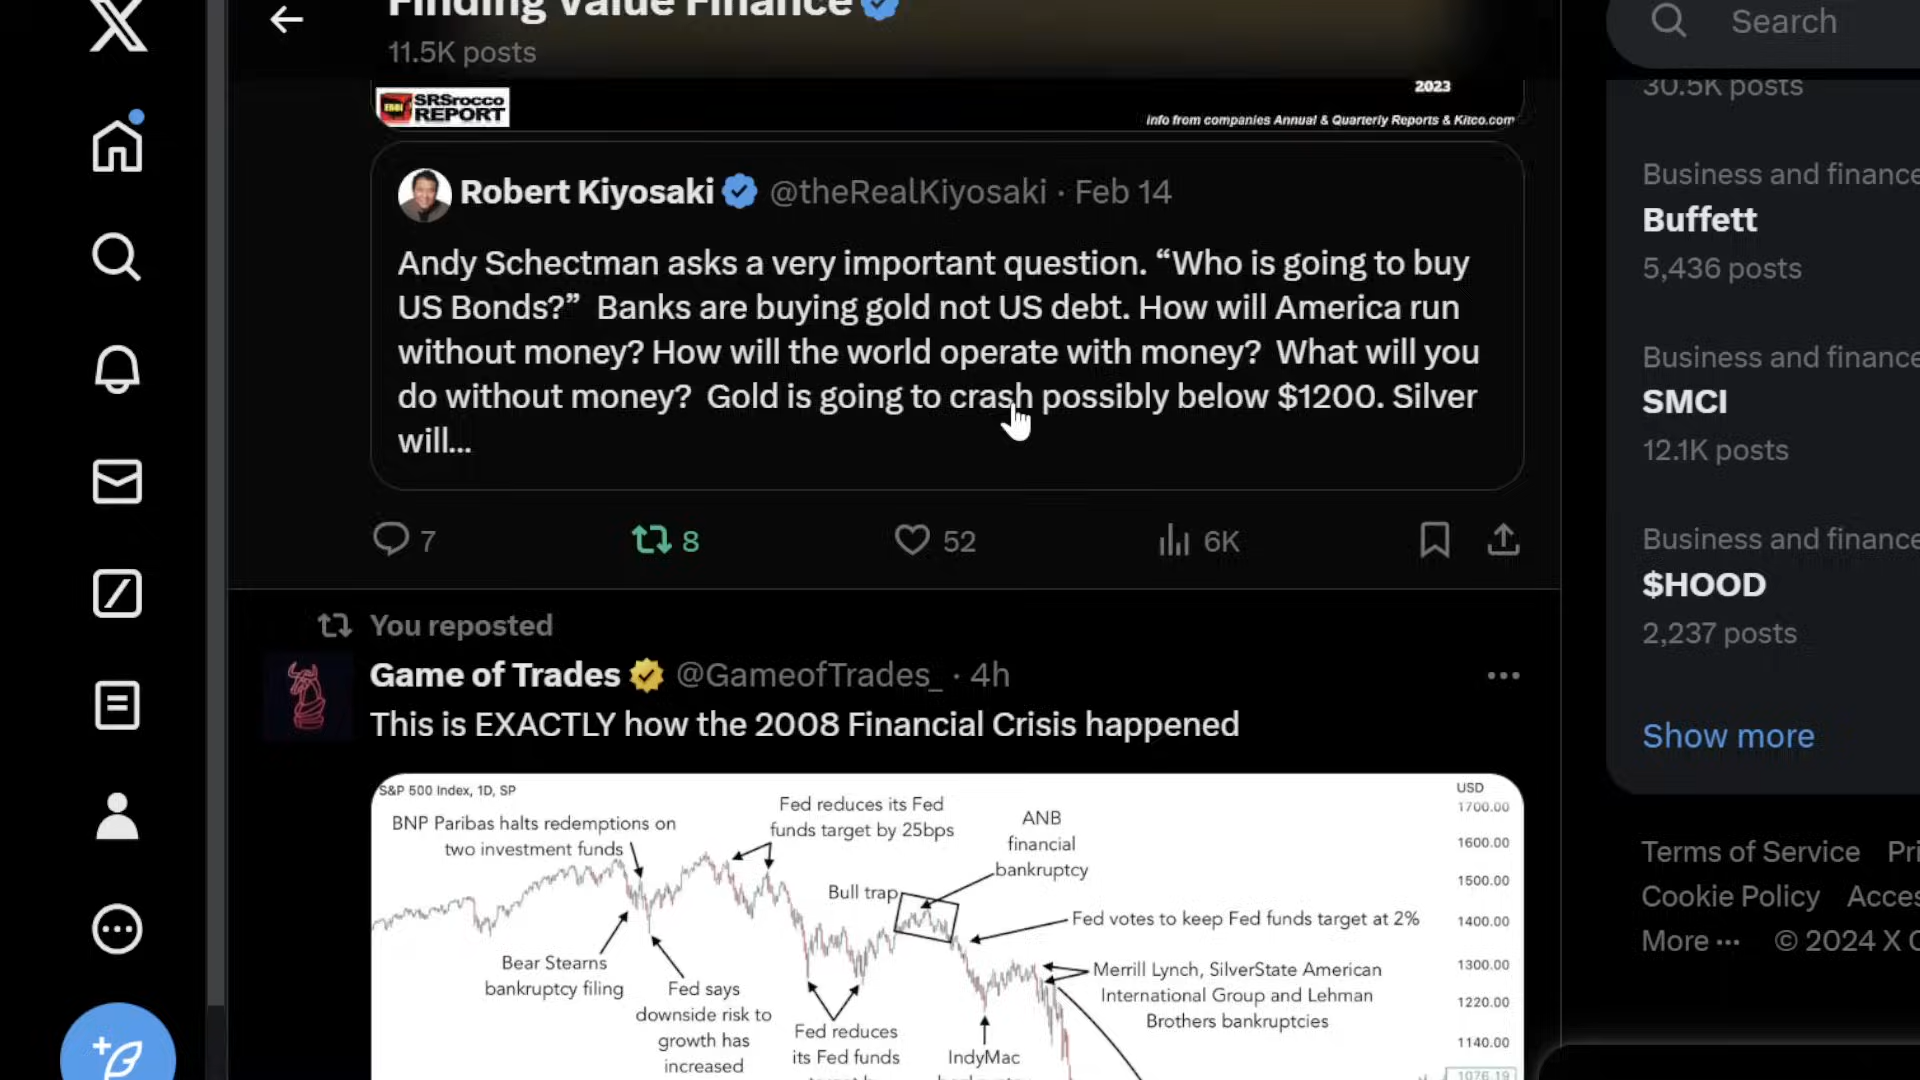 Finding Value Finance
11.5K posts
Search
2023
SRSrocco
REPORT
info from companies Annual & Quarterly Reports & Kitco.com
30.5K posts
Robert Kiyosaki @theRealKiyosaki · Feb 14
Andy Schectman asks a very important question. “Who is going to buy
US Bonds?”  Banks are buying gold not US debt. How will America run
without money? How will the world operate with money?  What will you
do without money?  Gold is going to crash possibly below $1200. Silver
will...
7 8 52 6K
You reposted
Game of Trades @GameofTrades_ · 4h
This is EXACTLY how the 2008 Financial Crisis happened
S&P 500 Index, 1D, SP
USD
1700.00
1600.00
1500.00
1400.00
1300.00
1220.00
1140.00
1076.19
BNP Paribas halts redemptions on
two investment funds
Fed reduces its Fed
funds target by 25bps
ANB
financial
bankruptcy
Bull trap
Fed votes to keep Fed funds target at 2%
Bear Stearns
bankruptcy filing
Fed says
downside risk to
growth has
increased
Fed reduces
its Fed funds
IndyMac
Merrill Lynch, SilverState American
International Group and Lehman
Brothers bankruptcies
Business and finance
Buffett
5,436 posts
Business and finance
SMCI
12.1K posts
Business and finance
$HOOD
2,237 posts
Show more
Terms of Service Pri
Cookie Policy Acces
More ··· © 2024 X C